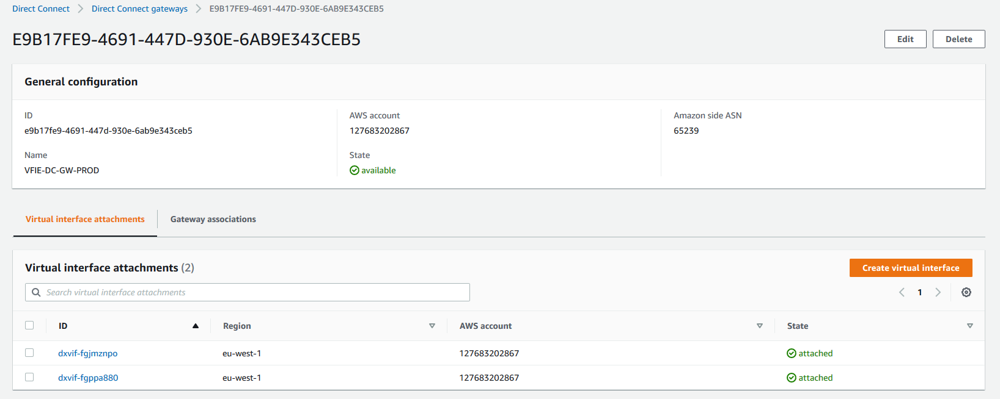 Direct Connect > Direct Connect gateways > E9B17FE9-4691-447D-930E-6AB9E343CEB5
E9B17FE9-4691-447D-930E-6AB9E343CEB5
Edit
Delete
General configuration
ID
e9b17fe9-4691-447d-930e-6ab9e343ceb5
Name
VFIE-DC-GW-PROD
AWS account
127683202867
State
available
Amazon side ASN
65239
Virtual interface attachments
Gateway associations
Virtual interface attachments (2)
Create virtual interface
Search virtual interface attachments
1
ID Region AWS account State
dxvif-fgjmznpo eu-west-1 127683202867 attached
dxvif-fgppa880 eu-west-1 127683202867 attached